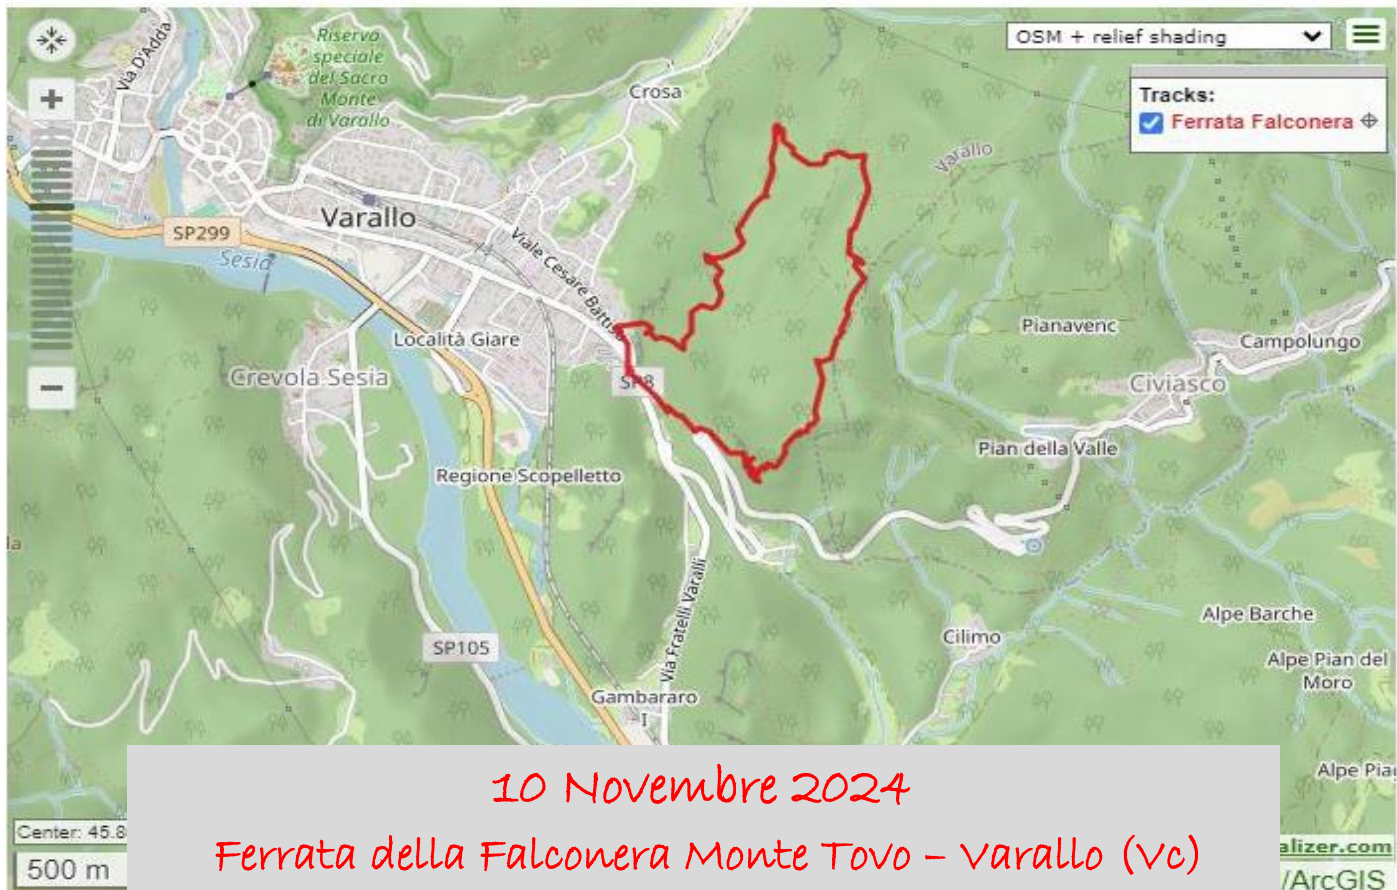 Via D'Adda
Riserva
speciale
del Sacro
Monte
di Varallo
Crosa
OSM + relief shading
Tracks:
Ferrata Falconera
Varallo
Varallo
SP299
Sesia
Viale Cesare Battisti
Località Giare
Crevola Sesia
SP8
Pianavenc
Campolungo
Civiasco
Pian della Valle
Regione Scopelletto
Via Fratelli Varalli
SP105
Cilimo
Alpe Barche
Alpe Pian del
Moro
Gambararo
I
Alpe Pia
10 Novembre 2024
Ferrata della Falconera Monte Tovo – Varallo (Vc)
Center: 45.8
500 m
alizer.com
/ArcGIS